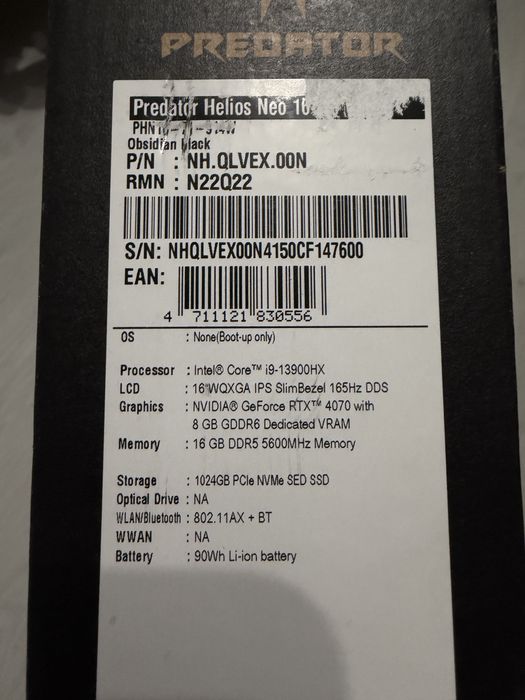 PREDATOR
Predator Helios Neo 16
Obsidian black
P/N : NH.QLVEX.00N
RMN : N22Q22
S/N: NHQLVEX00N4150CF147600
EAN:
4 711121 830556
OS : None(Boot-up only)
Processor : Intel® Core™ i9-13900HX
LCD : 16"WQXGA IPS SlimBezel 165Hz DDS
Graphics : NVIDIA® GeForce RTX™ 4070 with
8 GB GDDR6 Dedicated VRAM
Memory : 16 GB DDR5 5600MHz Memory
Storage : 1024GB PCIe NVMe SED SSD
Optical Drive : NA
WLAN/Bluetooth : 802.11AX + BT
WWAN : NA
Battery : 90Wh Li-ion battery